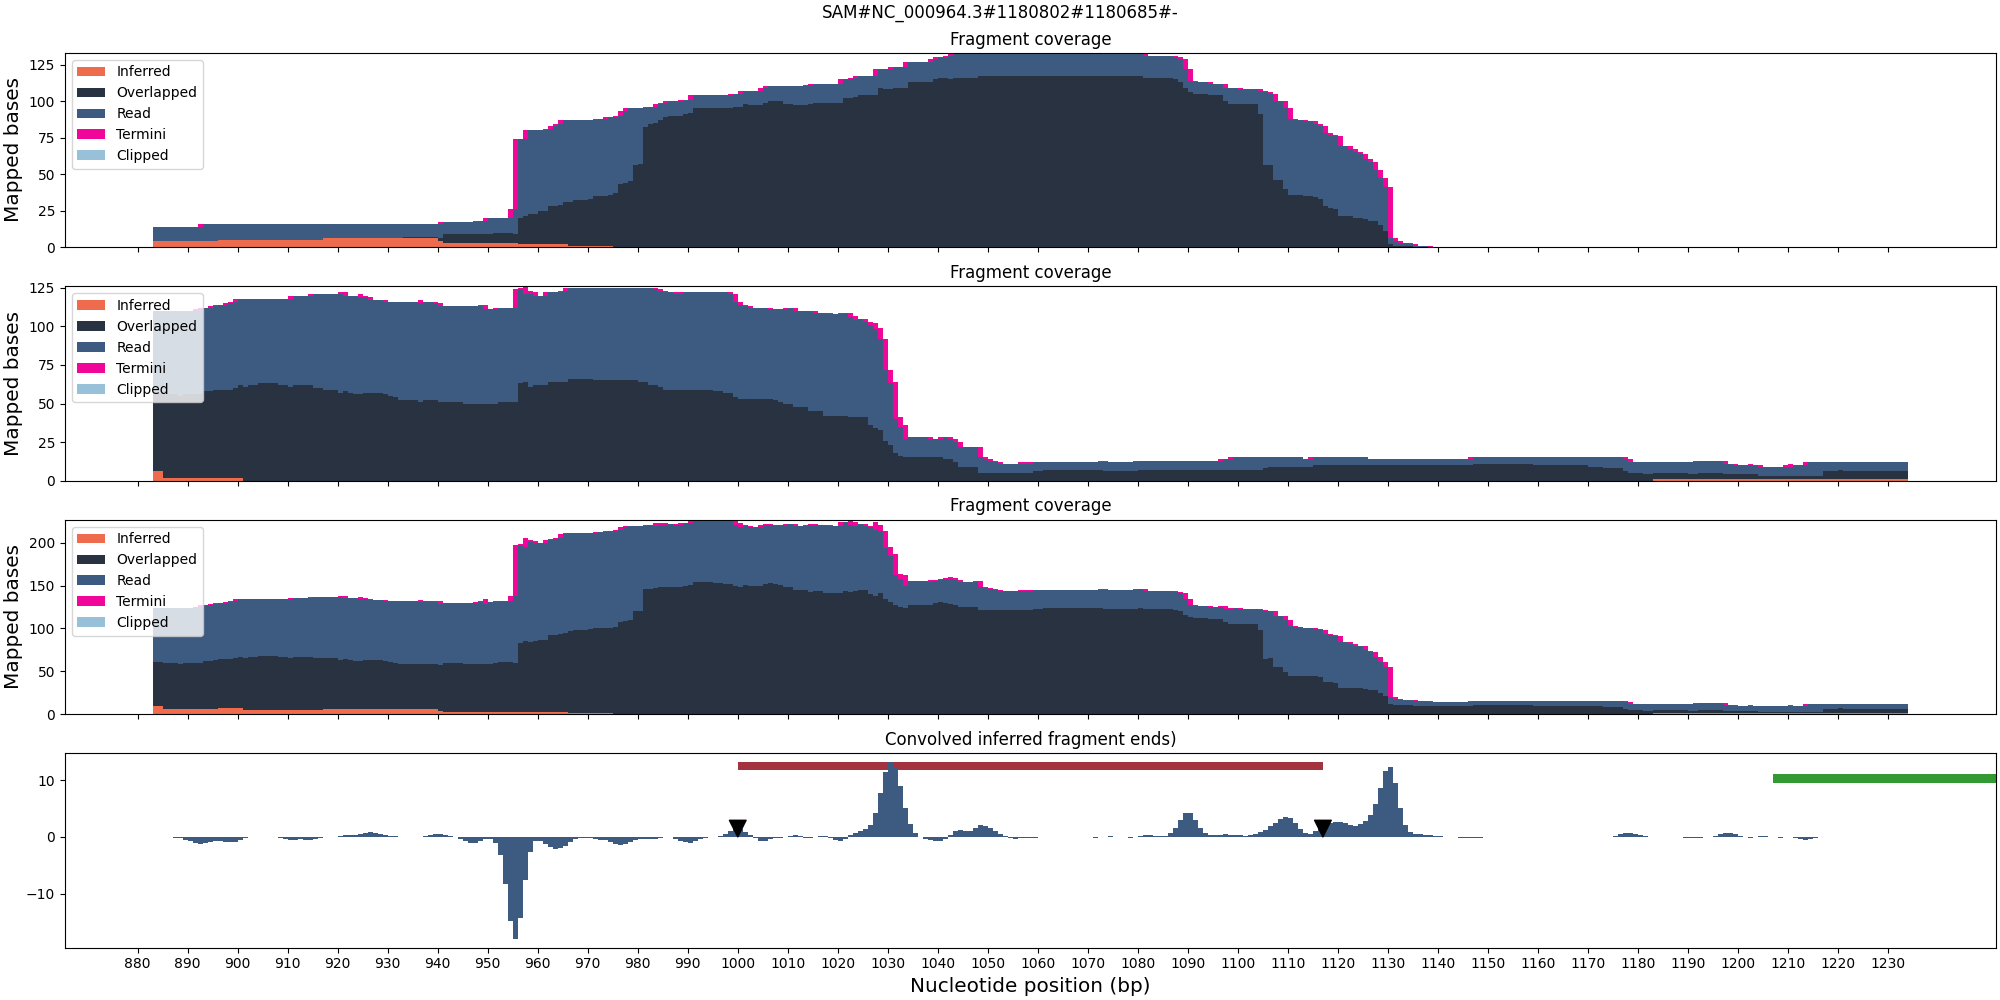 SAM#NC_000964.3#1180802#1180685#-
Fragment coverage
Mapped bases
125
100
75
50
25
0
Inferred
Overlapped
Read
Termini
Clipped
Fragment coverage
Mapped bases
125
100
75
50
25
0
Inferred
Overlapped
Read
Termini
Clipped
Fragment coverage
Mapped bases
200
150
100
50
0
Inferred
Overlapped
Read
Termini
Clipped
Convolved inferred fragment ends)
10
0
−10
880 890 900 910 920 930 940 950 960 970 980 990 1000 1010 1020 1030 1040 1050 1060 1070 1080 1090 1100 1110 1120 1130 1140 1150 1160 1170 1180 1190 1200 1210 1220 1230
Nucleotide position (bp)